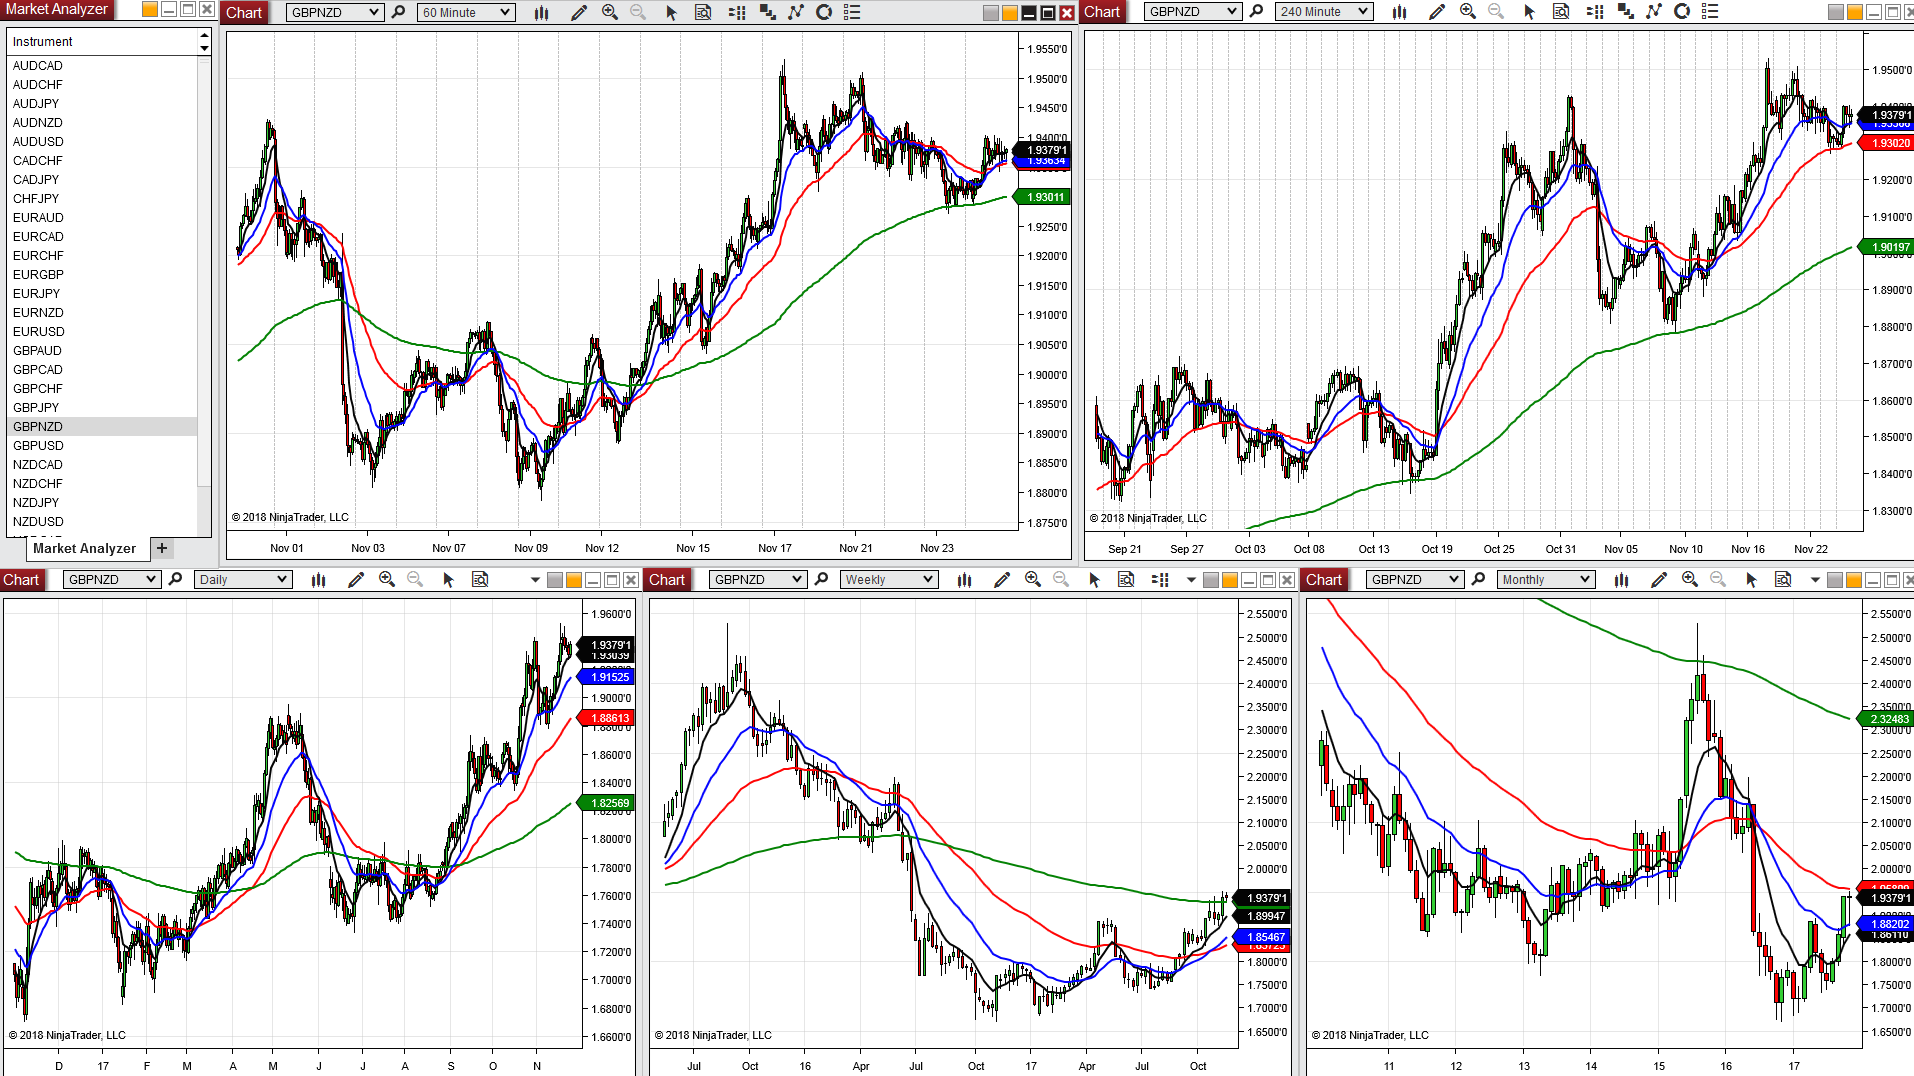 Market Analyzer
Instrument
AUDCAD
AUDCHF
AUDJPY
AUDNZD
AUDUSD
CADCHF
CADJPY
CHFJPY
EURAUD
EURCAD
EURCHF
EURGBP
EURJPY
EURNZD
EURUSD
GBPAUD
GBPCAD
GBPCHF
GBPJPY
GBPNZD
GBPUSD
NZDCAD
NZDCHF
NZDJPY
NZDUSD
Market Analyzer +
Chart GBPNZD 60 Minute
1.9550'0
1.9500'0
1.9450'0
1.9400'0
1.9379'1
1.93634
1.93011
1.9250'0
1.9200'0
1.9150'0
1.9100'0
1.9050'0
1.9000'0
1.8950'0
1.8900'0
1.8850'0
1.8800'0
1.8750'0
© 2018 NinjaTrader, LLC
Nov 01 Nov 03 Nov 07 Nov 09 Nov 12 Nov 15 Nov 17 Nov 21 Nov 23
Chart GBPNZD 240 Minute
1.9500'0
1.9379'1
1.93020
1.9200'0
1.9100'0
1.90197
1.8900'0
1.8800'0
1.8700'0
1.8600'0
1.8500'0
1.8400'0
1.8300'0
© 2018 NinjaTrader, LLC
Sep 21 Sep 27 Oct 03 Oct 08 Oct 13 Oct 19 Oct 25 Oct 31 Nov 05 Nov 10 Nov 16 Nov 22
Chart GBPNZD Daily
1.9600'0
1.9379'1
1.93039
1.91525
1.9000'0
1.88613
1.8800'0
1.8600'0
1.8400'0
1.82569
1.8000'0
1.7800'0
1.7600'0
1.7400'0
1.7200'0
1.7000'0
1.6800'0
1.6600'0
© 2018 NinjaTrader, LLC
D 17 F M A M J J A S O N
Chart GBPNZD Weekly
2.5500'0
2.5000'0
2.4500'0
2.4000'0
2.3500'0
2.3000'0
2.2500'0
2.2000'0
2.1500'0
2.1000'0
2.0500'0
2.0000'0
1.9379'1
1.89947
1.85467
1.8000'0
1.7500'0
1.7000'0
1.6500'0
© 2018 NinjaTrader, LLC
Jul Oct 16 Apr Jul Oct 17 Apr Jul Oct
Chart GBPNZD Monthly
2.5500'0
2.5000'0
2.4500'0
2.4000'0
2.32483
2.3000'0
2.2500'0
2.2000'0
2.1500'0
2.1000'0
2.0500'0
2.0000'0
1.9379'1
1.88202
1.86110
1.8000'0
1.7500'0
1.7000'0
1.6500'0
© 2018 NinjaTrader, LLC
11 12 13 14 15 16 17